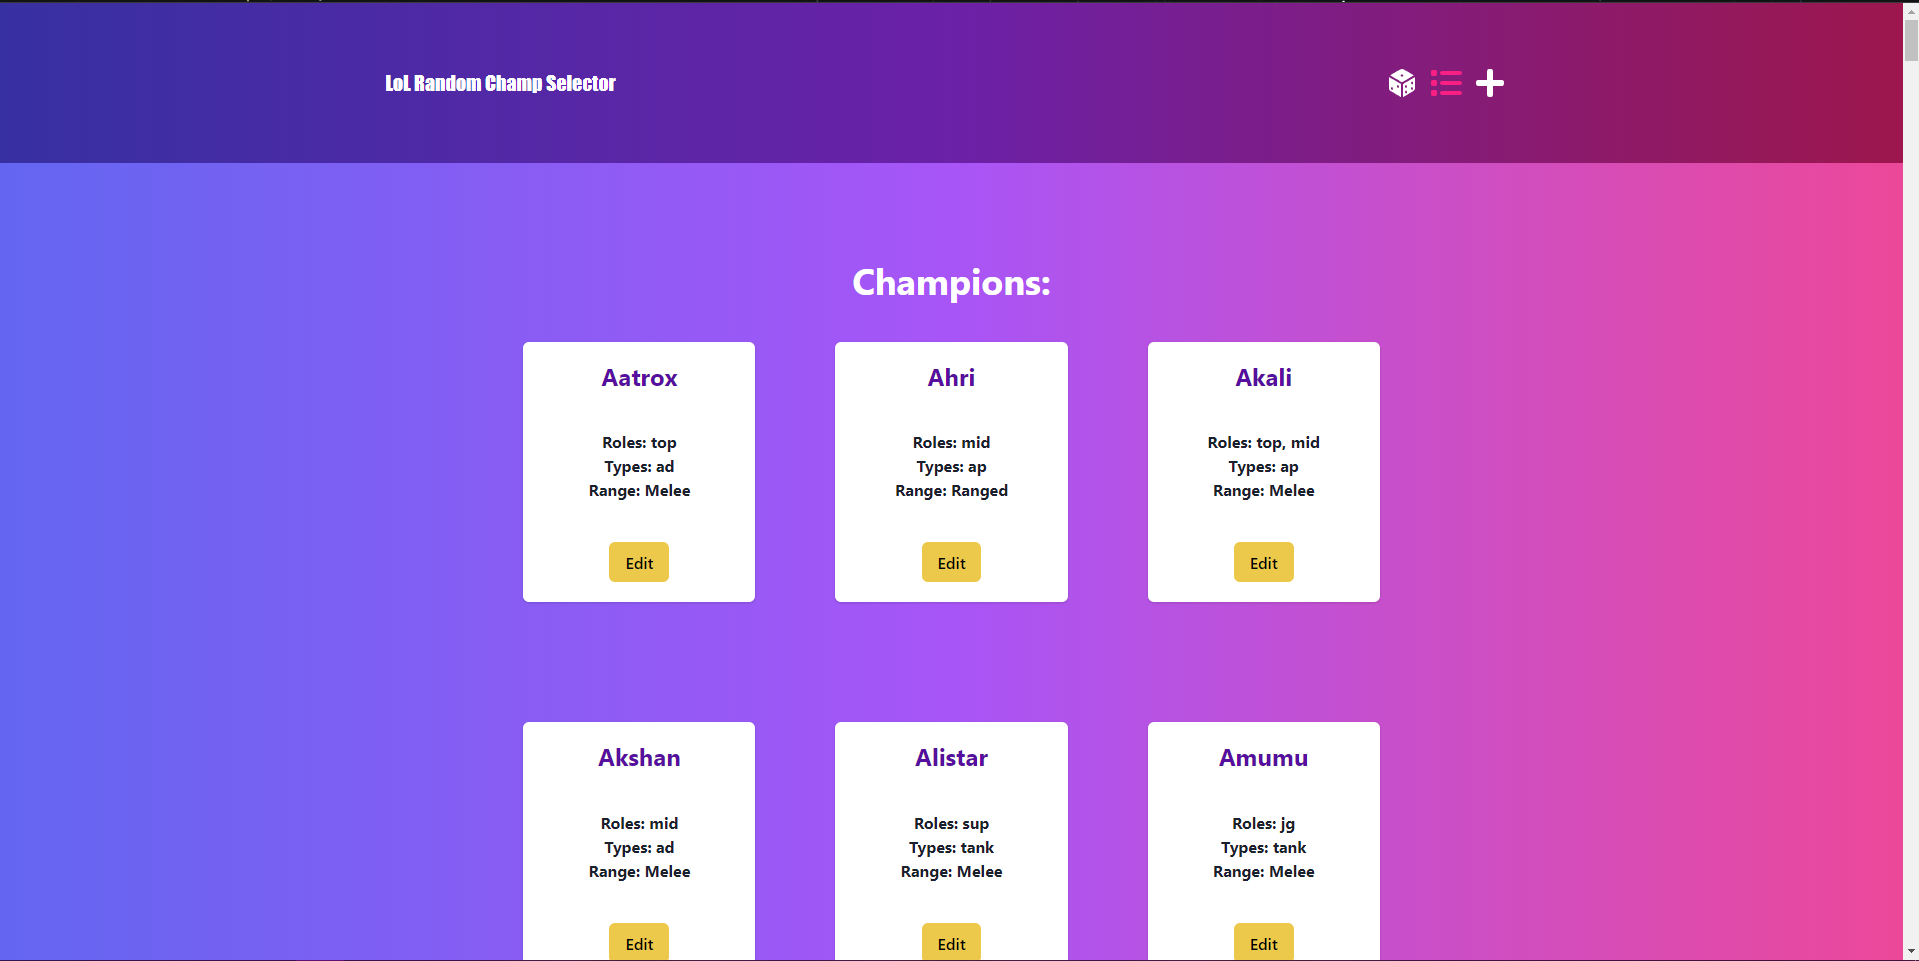 LoL Random Champ Selector
Champions:
Aatrox
Roles: top
Types: ad
Range: Melee
Edit
Ahri
Roles: mid
Types: ap
Range: Ranged
Edit
Akali
Roles: top, mid
Types: ap
Range: Melee
Edit
Akshan
Roles: mid
Types: ad
Range: Melee
Edit
Alistar
Roles: sup
Types: tank
Range: Melee
Edit
Amumu
Roles: jg
Types: tank
Range: Melee
Edit